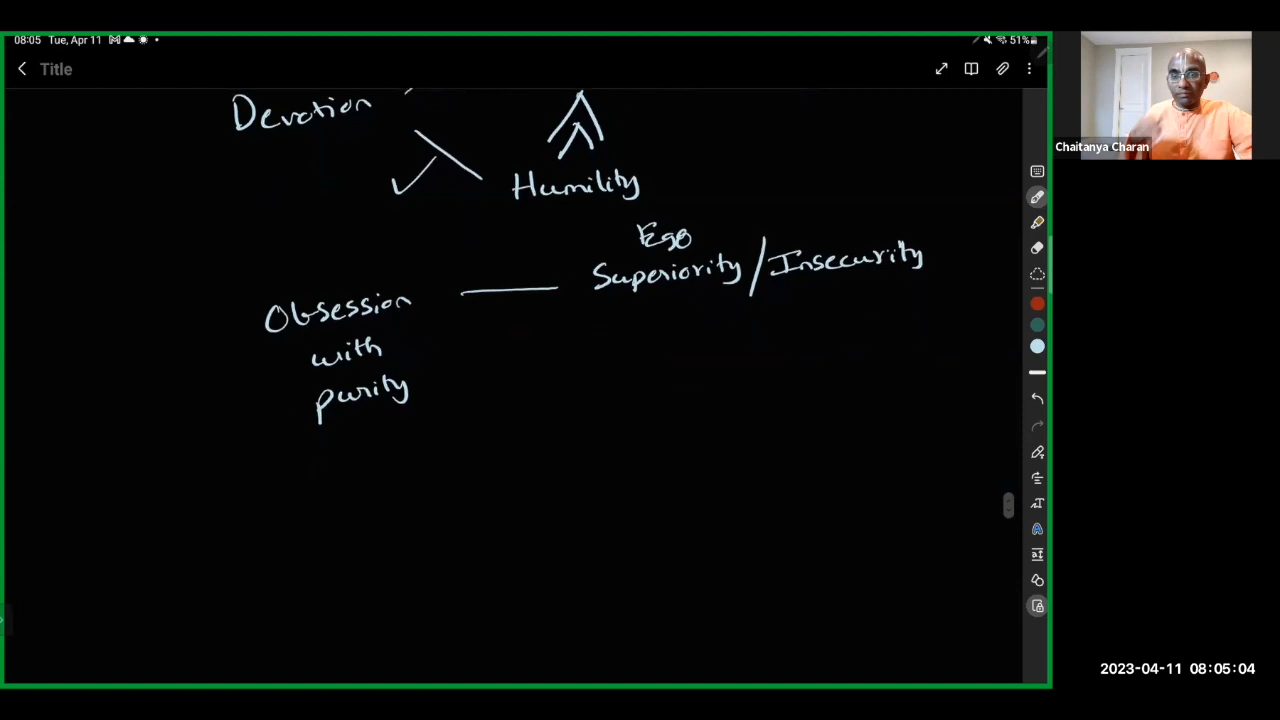 08:05 Tue, Apr 11
51%
Title
Devotion
Humility
Ego
Superiority / Insecurity
Obsession
with
purity
Chaitanya Charan
2023-04-11 08:05:04